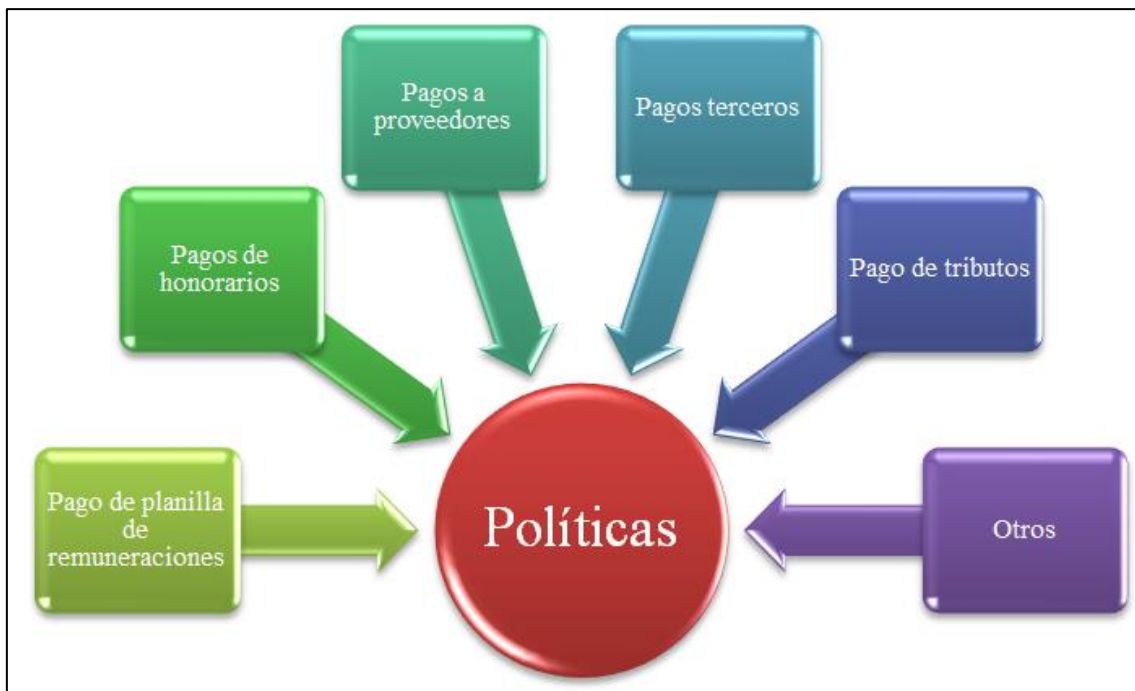 Pago de planilla
de
remuneraciones
Pagos de
honorarios
Pagos a
proveedores
Pagos terceros
Pago de tributos
Otros
Políticas